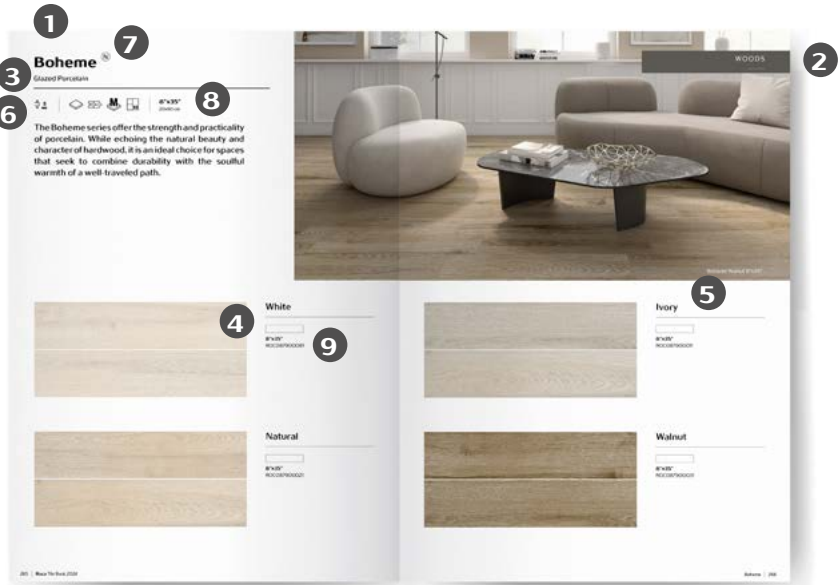 1
7
Boheme
2
WOODS
3
Glazed Porcelain
6
M
8"x35"
8
The Boheme series offer the strength and practicality
of porcelain. While echoing the natural beauty and
character of hardwood, it is an ideal choice for spaces
that seek to combine durability with the soulful
warmth of a well-traveled path.
4
White
8"x35"
9
5
Ivory
8"x35"
Natural
8"x35"
Walnut
8"x35"
Boheme